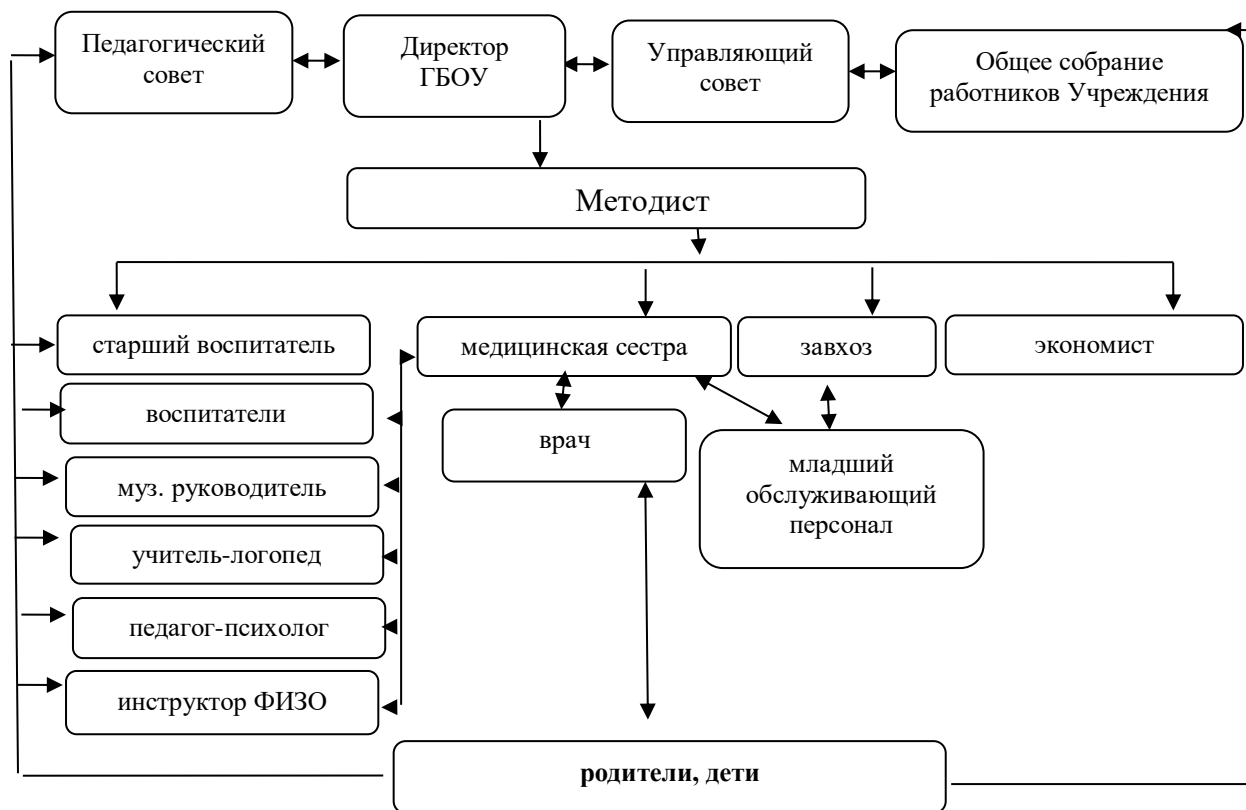 Педагогический
совет
Директор
ГБОУ
Управляющий
совет
Общее собрание
работников Учреждения
Методист
старший воспитатель
медицинская сестра
завхоз
экономист
воспитатели
врач
младший
обслуживающий
персонал
муз. руководитель
учитель-логопед
педагог-психолог
инструктор ФИЗО
родители, дети